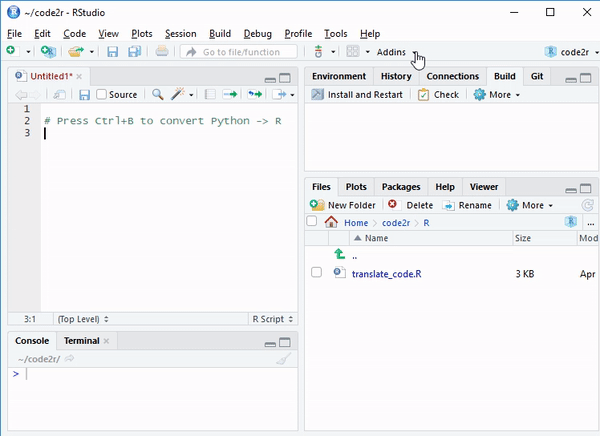 ~/code2r - RStudio
File Edit Code View Plots Session Build Debug Profile Tools Help
Go to file/function Addins code2r
Untitled1*
Source
1
2 # Press Ctrl+B to convert Python -> R
3
3:1 (Top Level) R Script
Console Terminal
~/code2r/
>
Environment History Connections Build Git
Install and Restart Check More
Files Plots Packages Help Viewer
New Folder Delete Rename More
Home code2r R ...
Name Size Mod
..
translate_code.R 3 KB Apr